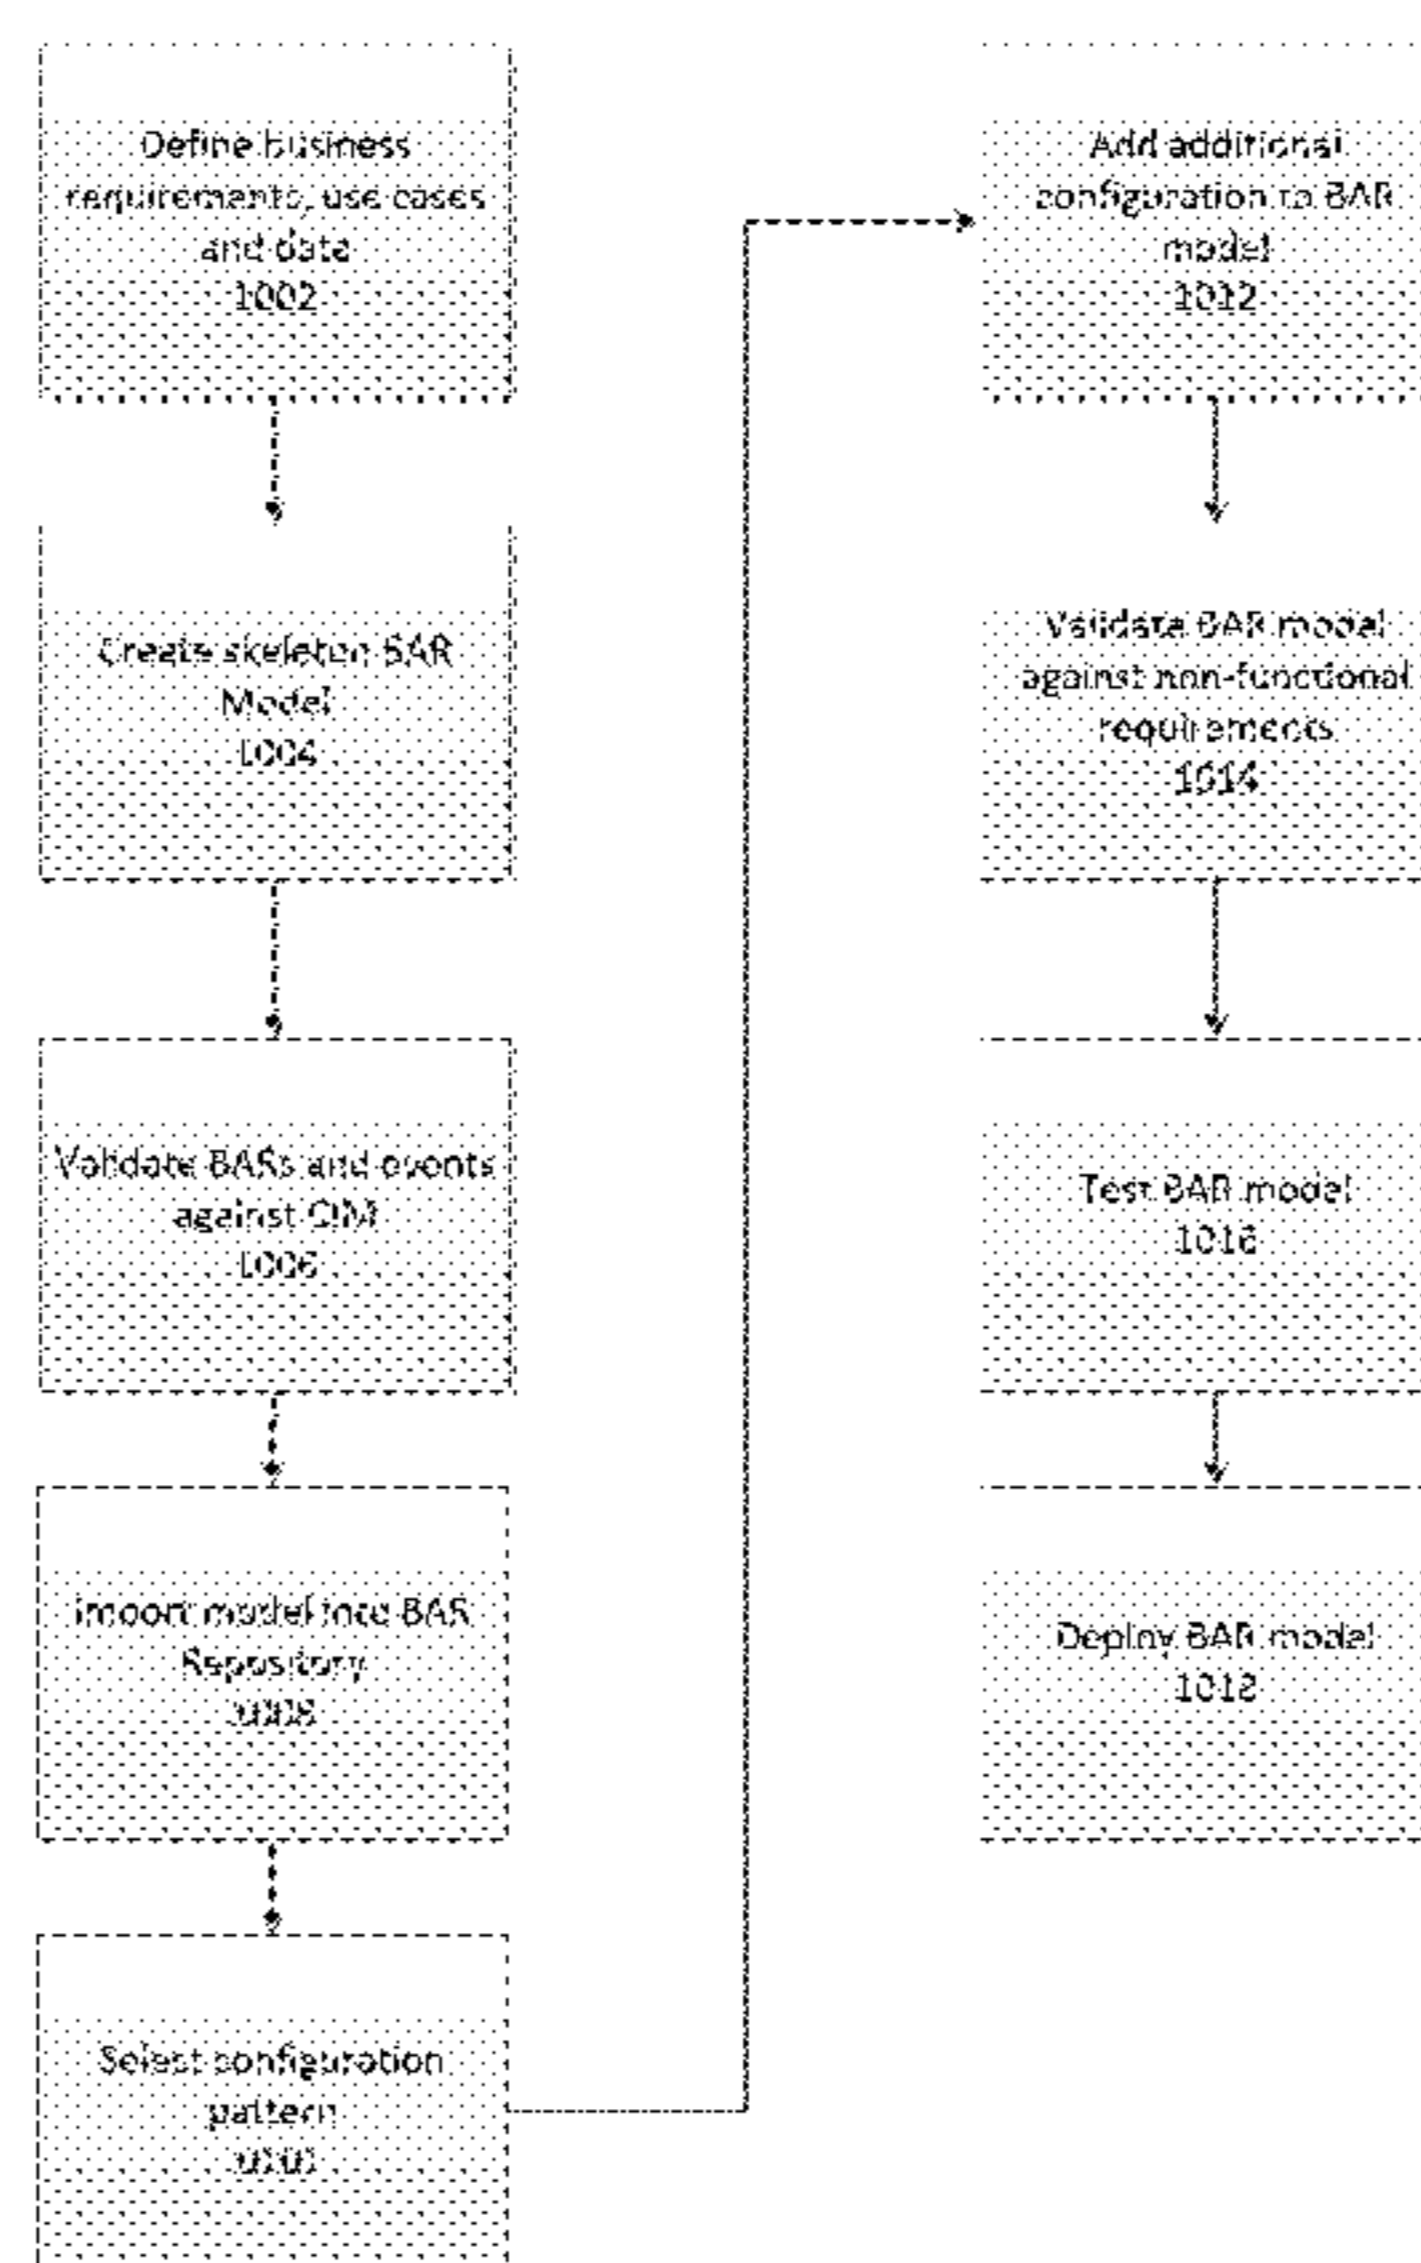 Define business
requirements, use cases
and data
1002
Create skeleton BAR
Model
1004
Validate BARs and events
against CIM
1006
Import model into BAR
Repository
1008
Select configuration
pattern
Add additional
configuration to BAR
model
1012
Validate BAR model
against non-functional
requirements
1014
Test BAR model
1016
Deploy BAR model
1018